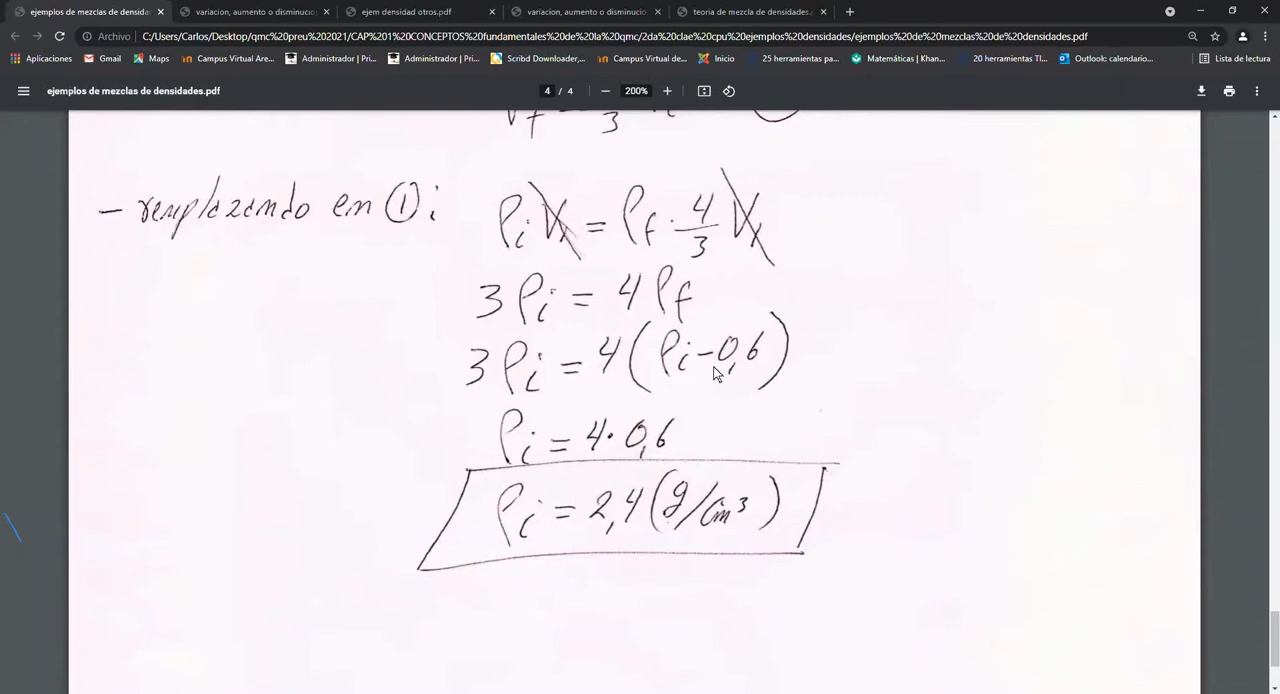 ejemplos de mezclas de densida
variacion, aumento o disminucio
ejem densidad otros.pdf
variacion, aumento o disminucio
teoria de mezcla de densidades.
Archivo C:/Users/Carlos/Desktop/qmc%20preu%202021/CAP%201%20CONCEPTOS%20fundamentales%20de%20la%20qmc/2da%20clae%20cpu%20ejemplos%20densidades/ejemplos%20de%20mezclas%20de%20densidades.pdf
Aplicaciones Gmail Maps Campus Virtual Are... Administrador | Pri... Administrador | Pri... Scribd Downloader,... Campus Virtual de... Inicio 25 herramientas pa... Matemáticas | Khan... 20 herramientas TI... Outlook: calendario... Lista de lectura
ejemplos de mezclas de densidades.pdf 4 / 4 200%
Vf 3
- remplazando en ①: ρi Vi = ρf · 4/3 Vi
3 ρi = 4 ρf
3 ρi = 4 (ρi - 0,6)
ρi = 4 · 0,6
ρi = 2,4 (g/cm³)